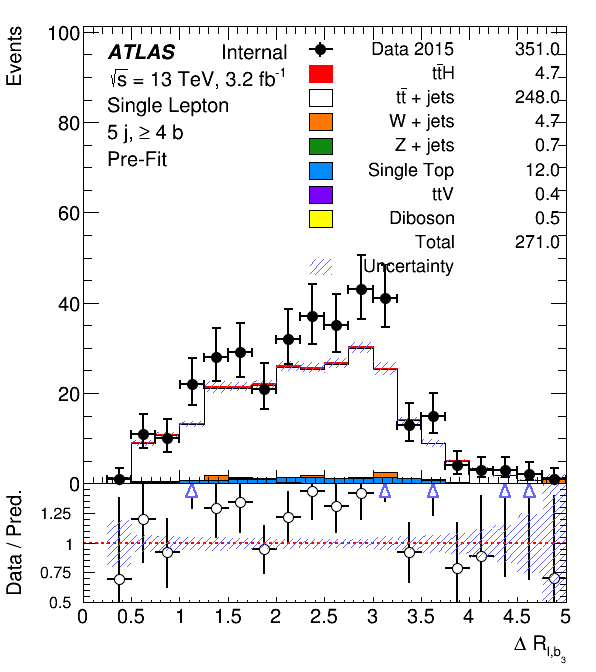 Events
100
80
60
40
20
0
ATLAS Internal
√s = 13 TeV, 3.2 fb⁻¹
Single Lepton
5 j, ≥ 4 b
Pre-Fit
Data 2015 351.0
tt̄H 4.7
tt̄ + jets 248.0
W + jets 4.7
Z + jets 0.7
Single Top 12.0
ttV 0.4
Diboson 0.5
Total 271.0
Uncertainty
Data / Pred.
1.25
1
0.75
0.5
0 0.5 1 1.5 2 2.5 3 3.5 4 4.5 5
Δ R_{l,b_3}